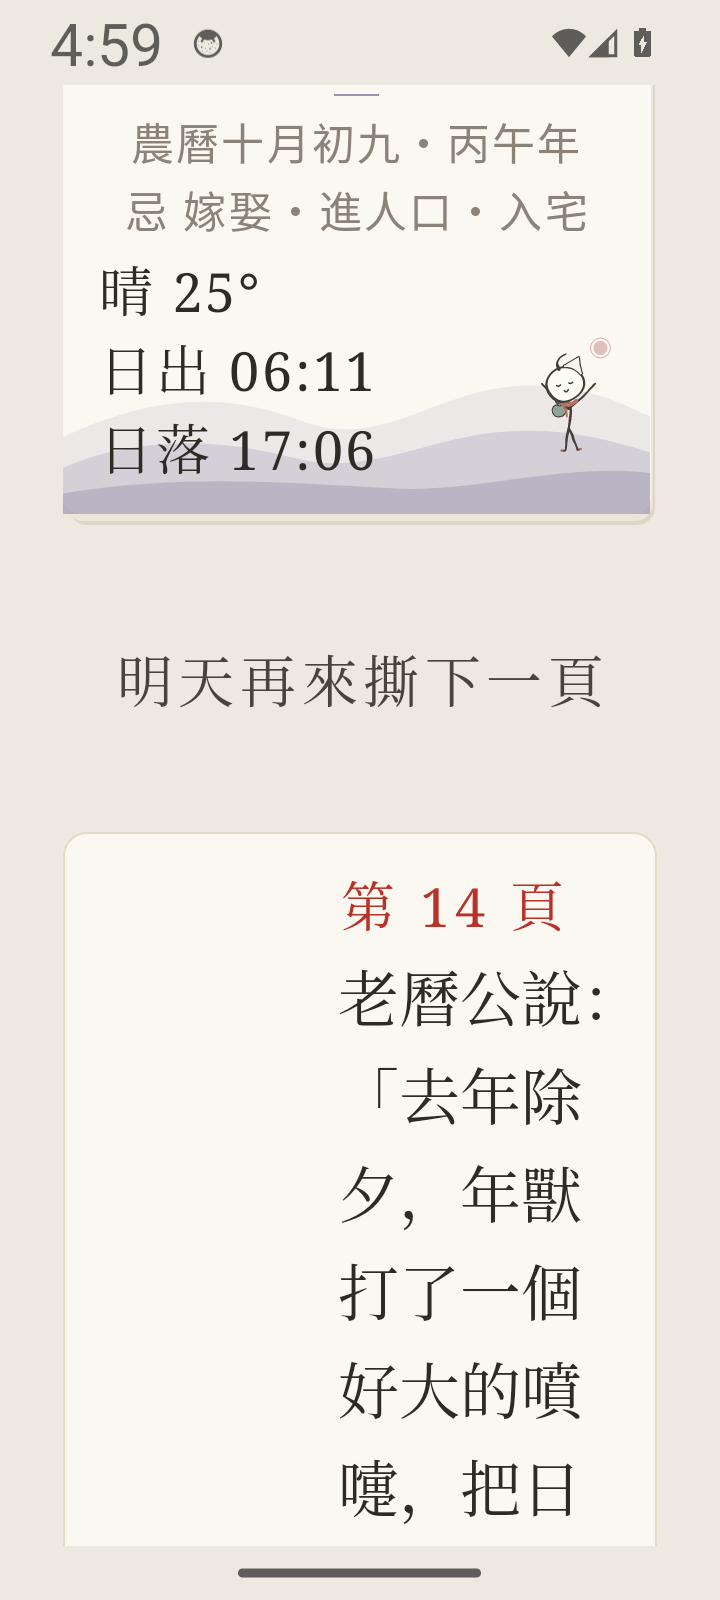 4:59
農曆十月初九・丙午年
忌 嫁娶・進人口・入宅
晴 25°
日出 06:11
日落 17:06
明天再來撕下一頁
第 14 頁
老曆公說：
「去年除
夕，年獸
打了一個
好大的噴
嚏，把日